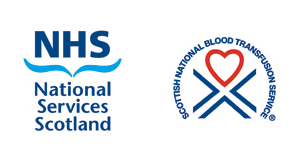 NHS
National
Services
Scotland
SCOTTISH NATIONAL BLOOD TRANSFUSION SERVICE®